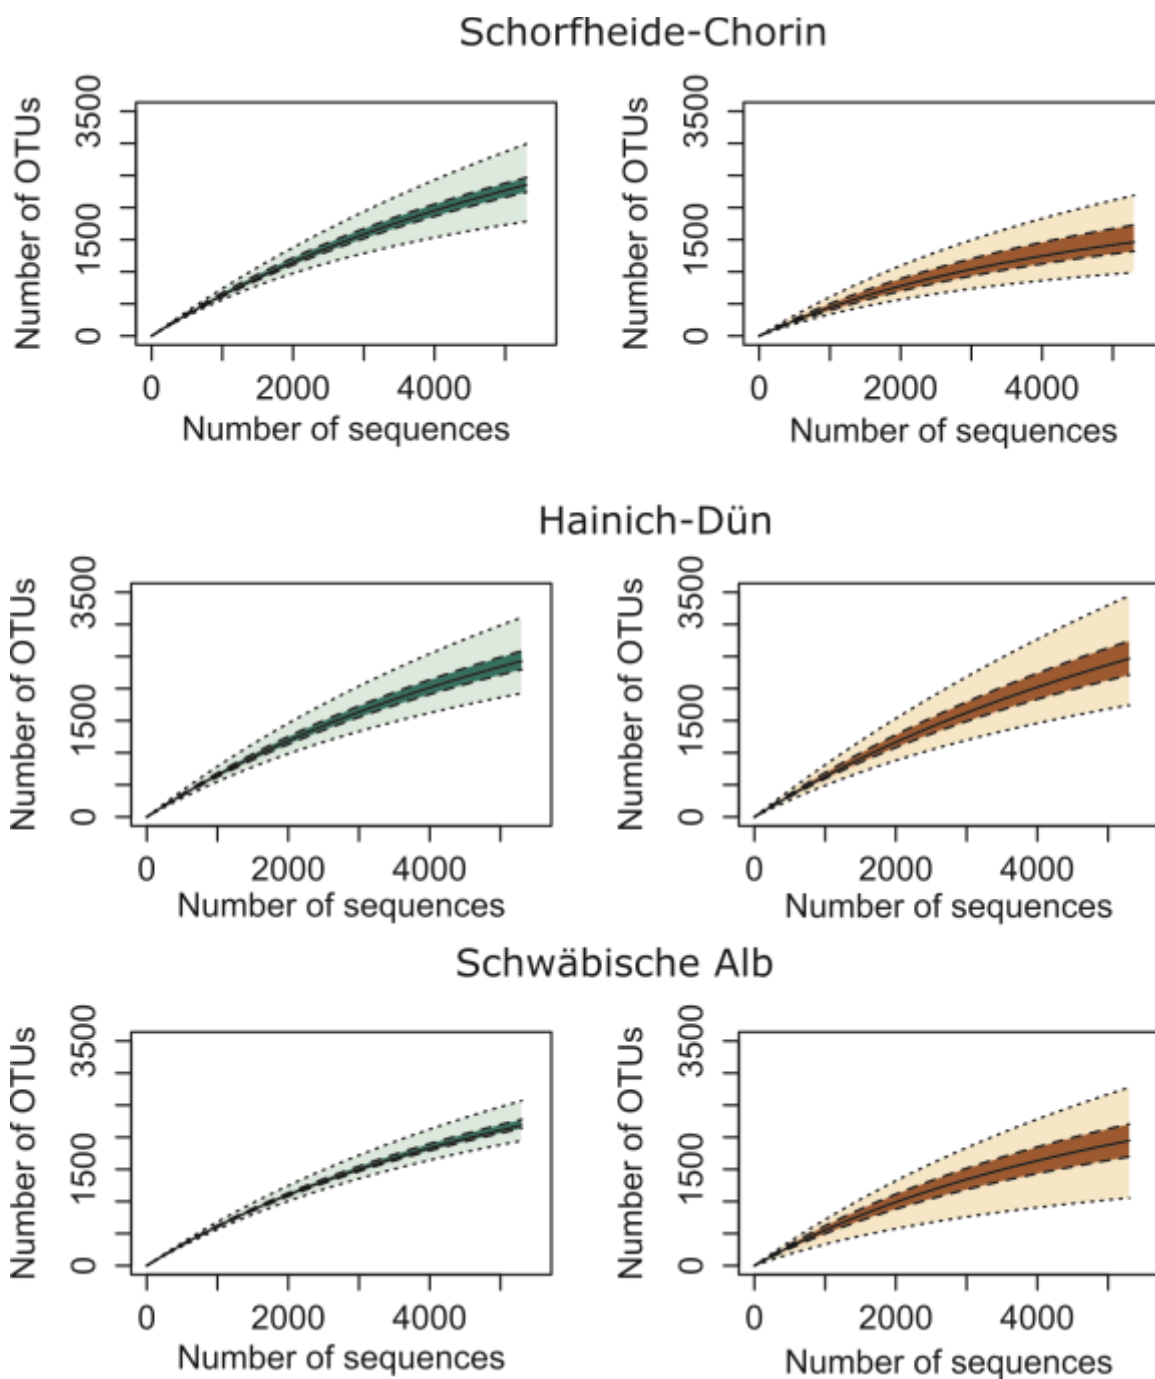 Schorfheide-Chorin
Number of OTUs
3500
1500
0
0 2000 4000
Number of sequences
Number of OTUs
3500
1500
0
0 2000 4000
Number of sequences
Hainich-Dün
Number of OTUs
3500
1500
0
0 2000 4000
Number of sequences
Number of OTUs
3500
1500
0
0 2000 4000
Number of sequences
Schwäbische Alb
Number of OTUs
3500
1500
0
0 2000 4000
Number of sequences
Number of OTUs
3500
1500
0
0 2000 4000
Number of sequences